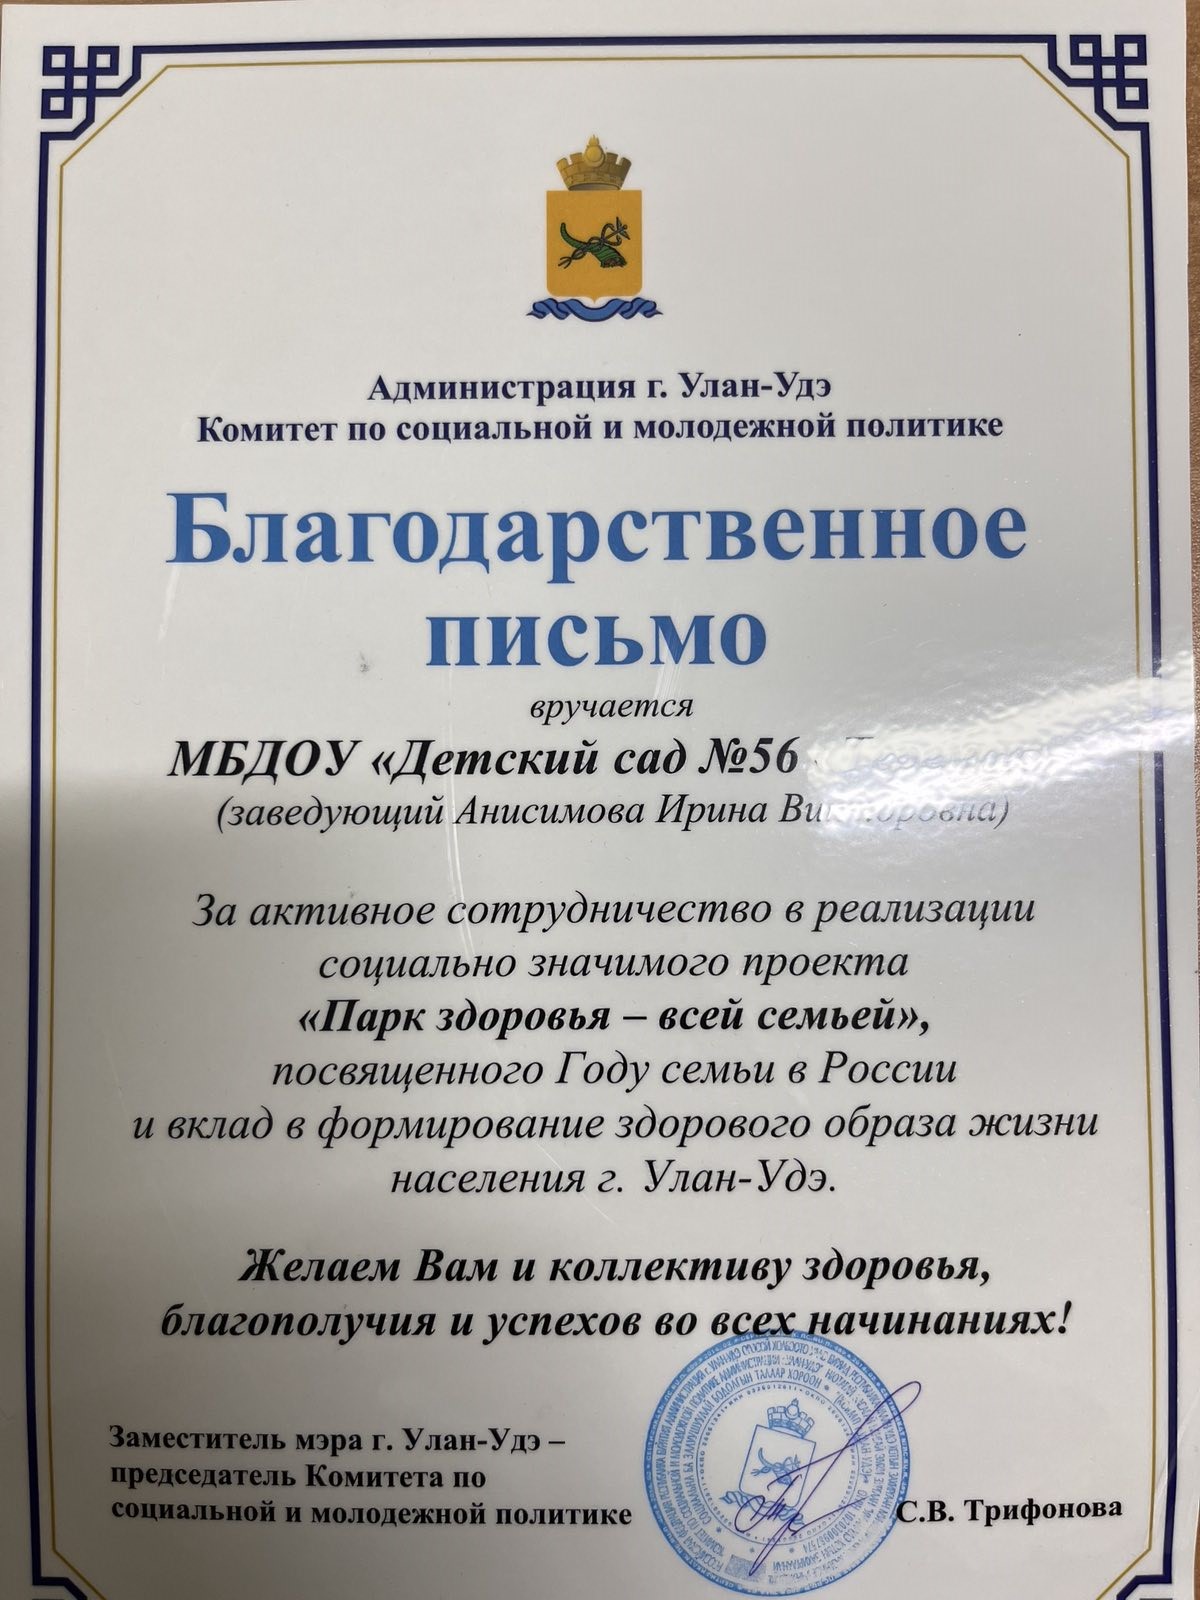 Администрация г. Улан-Удэ
Комитет по социальной и молодежной политике
Благодарственное
письмо
вручается
МБДОУ «Детский сад №56
(заведующий Анисимова Ирина Викторовна)
За активное сотрудничество в реализации
социально значимого проекта
«Парк здоровья – всей семьей»,
посвященного Году семьи в России
и вклад в формирование здорового образа жизни
населения г. Улан-Удэ.
Желаем Вам и коллективу здоровья,
благополучия и успехов во всех начинаниях!
Заместитель мэра г. Улан-Удэ –
председатель Комитета по
социальной и молодежной политике
С.В. Трифонова